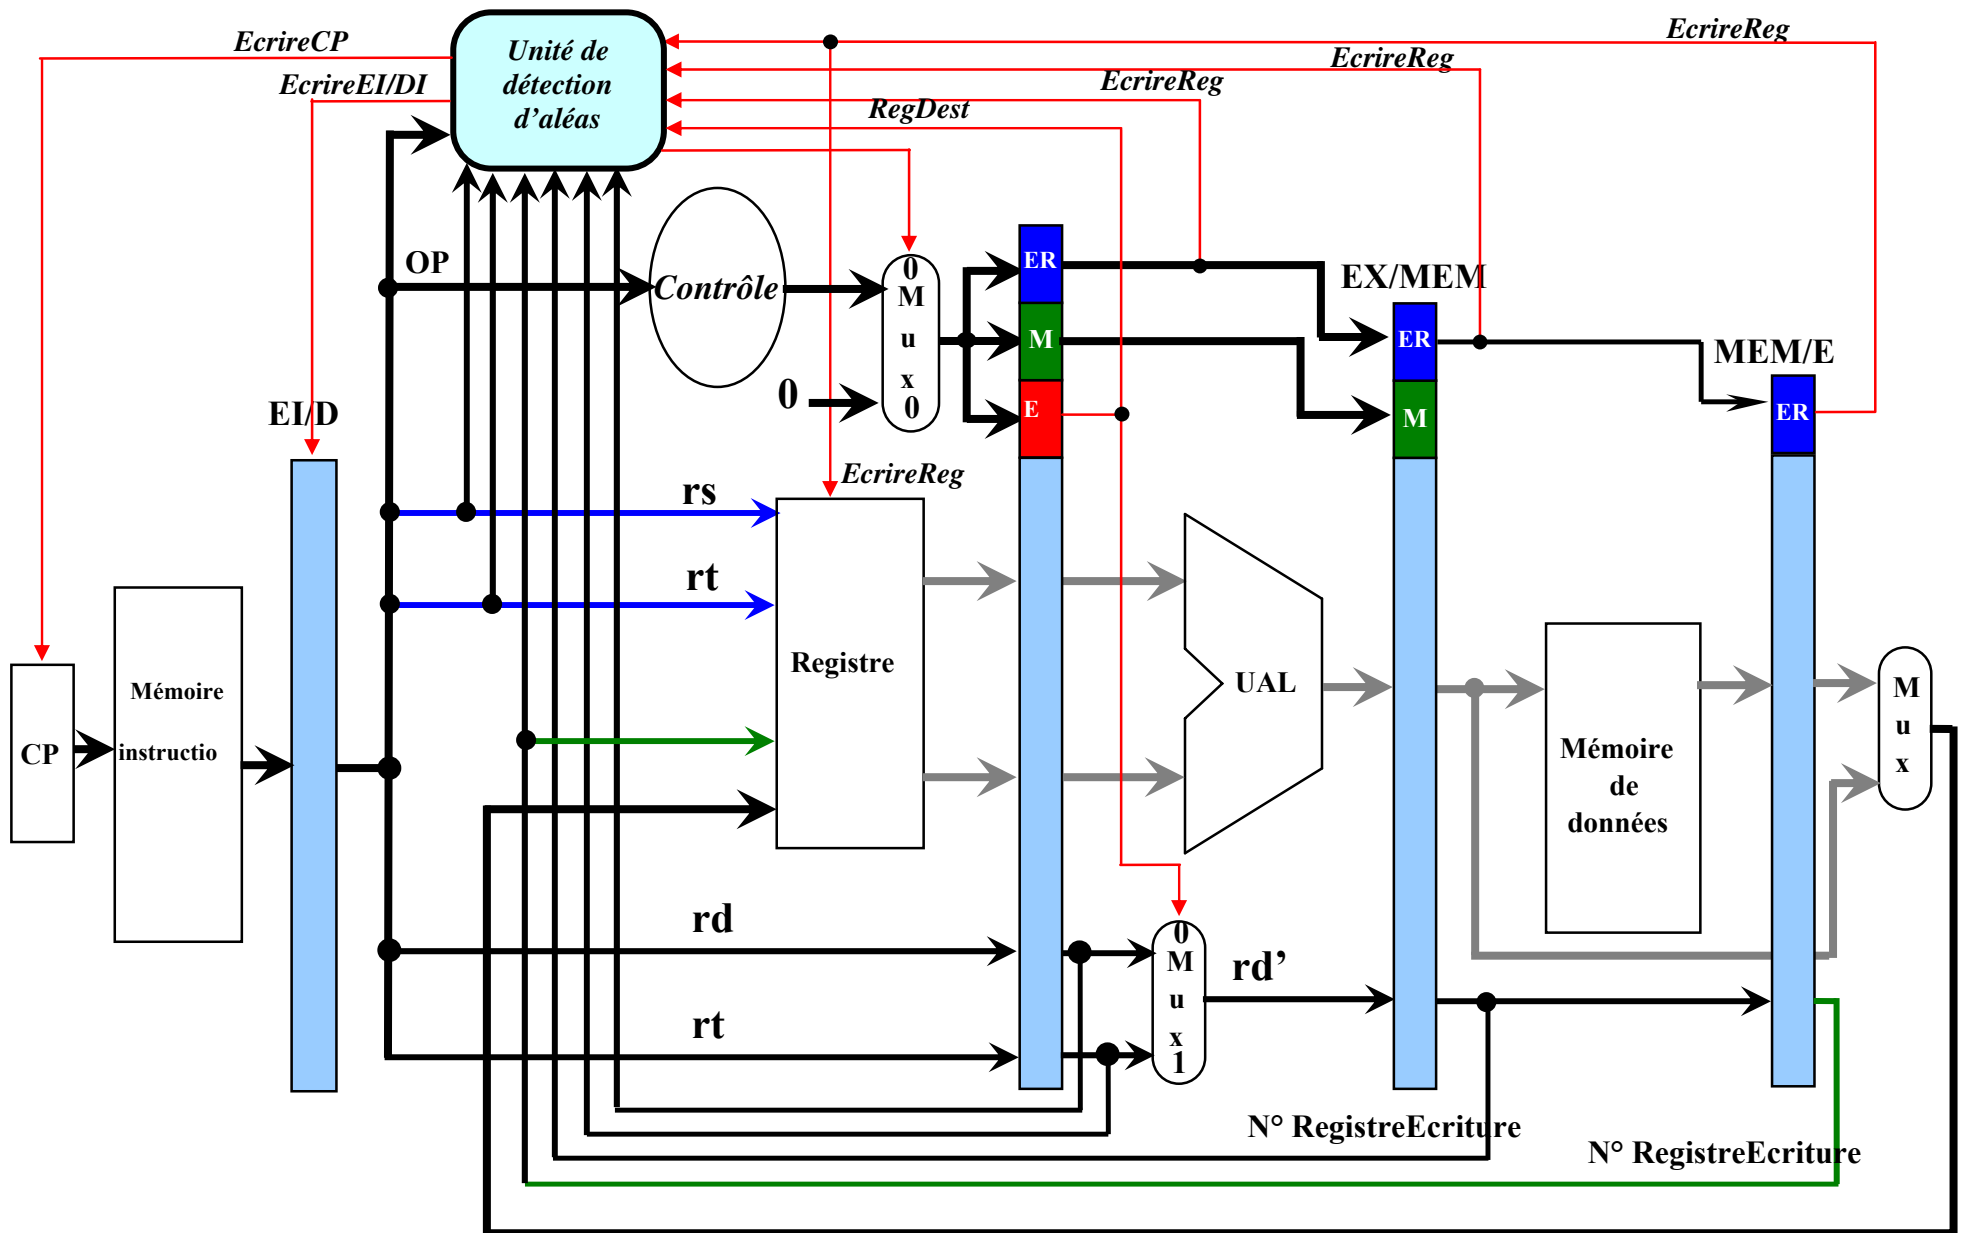 EcrireCP
EcrireEI/DI
Unité de
détection
d'aléas
EcrireReg
EcrireReg
EcrireReg
RegDest
OP
Contrôle
0
M
u
x
0
0
ER
M
E
EX/MEM
ER
M
MEM/E
ER
EI/D
EcrireReg
rs
rt
Registre
UAL
CP
Mémoire
instructio
Mémoire
de
données
M
u
x
rd
rt
0
M
u
x
1
rd’
N° RegistreEcriture
N° RegistreEcriture